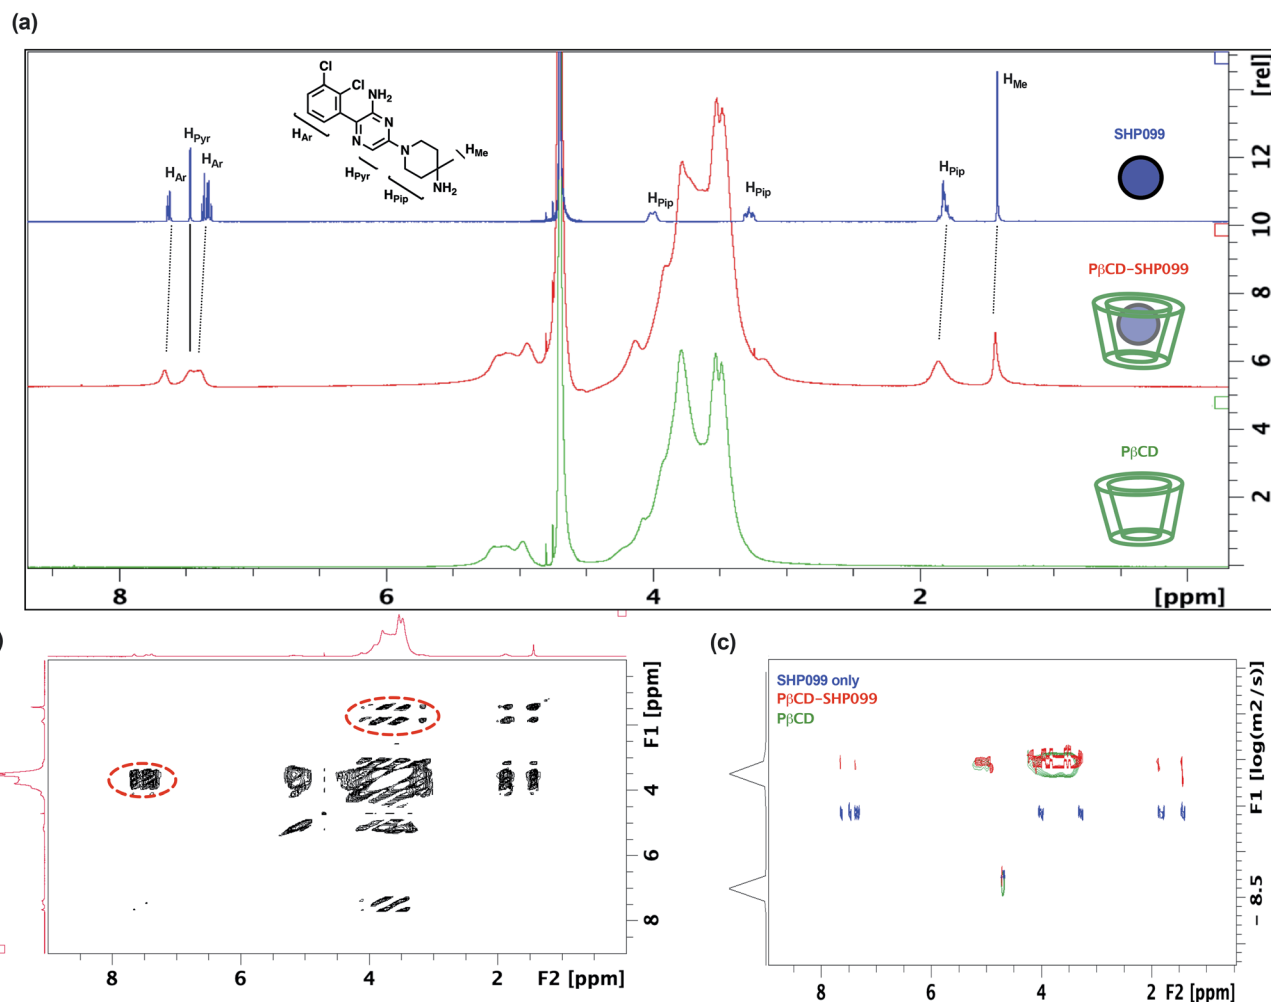 (a)
Cl
Cl
NH2
N
N
N
NH2
HAr
HPyr
HPip
HMe
HAr
HPyr
HAr
HPip
HPip
HPip
HMe
SHP099
PβCD-SHP099
PβCD
[rel]
12
10
8
6
4
2
8
6
4
2
[ppm]
)
F1 [ppm]
4
6
8
8
6
4
2
F2 [ppm]
(c)
SHP099 only
PβCD-SHP099
PβCD
F1 [log(m2/s)]
- 8.5
8
6
4
2
F2 [ppm]